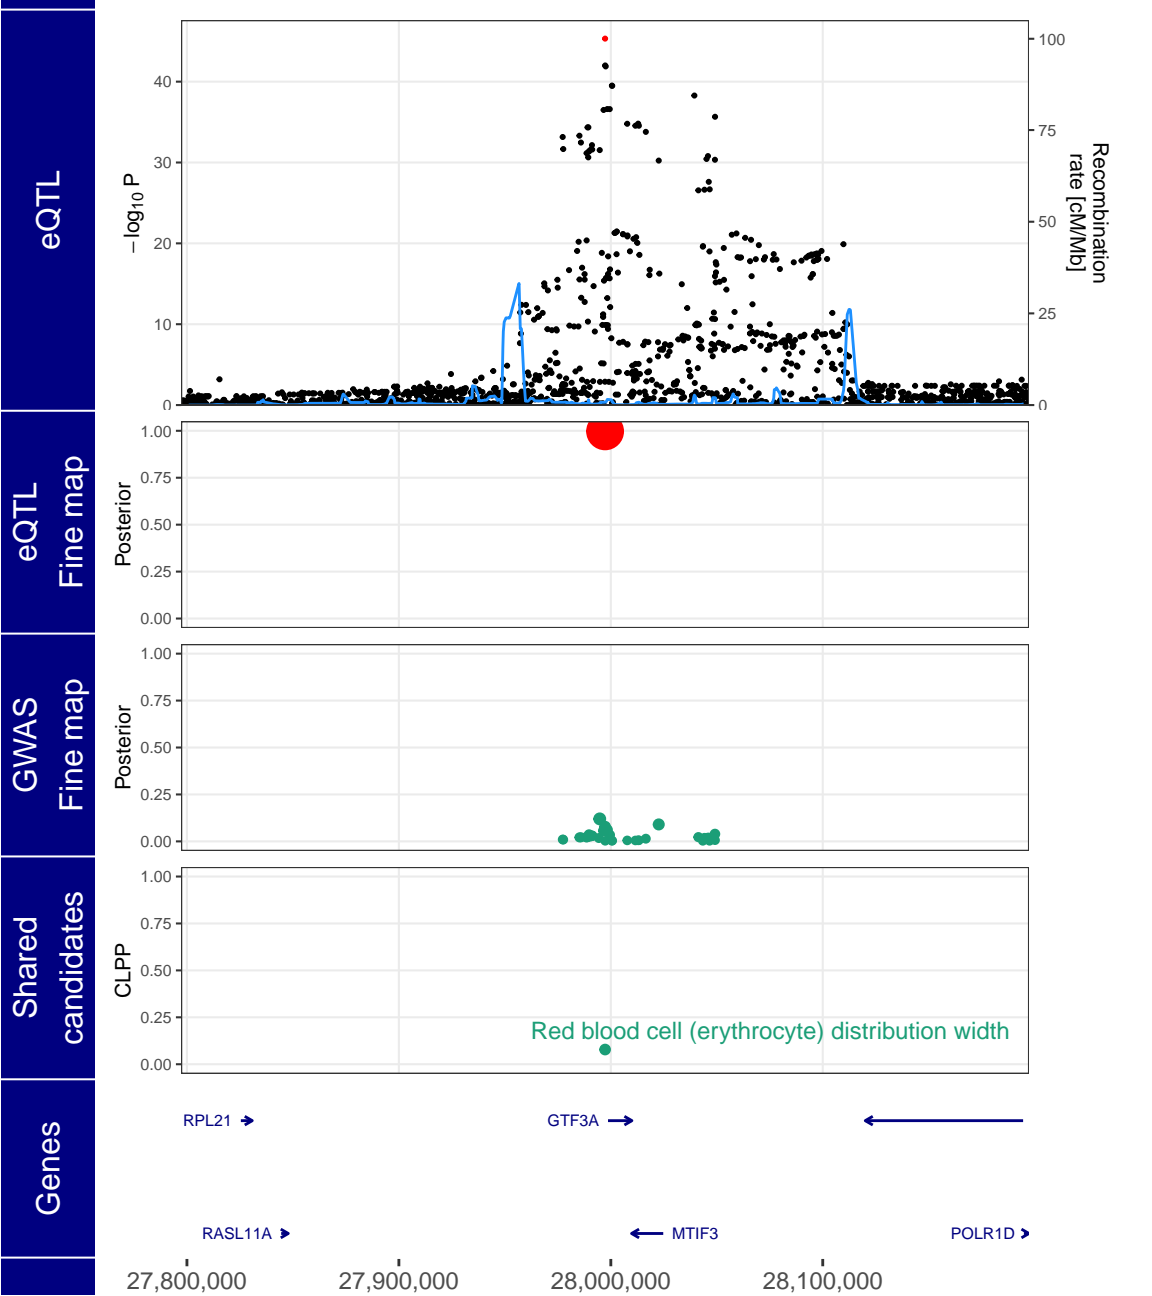 eQTL
– log10 P
40
30
20
10
0
100
75
50
25
0
Recombination
rate [cM/Mb]
eQTL
Fine map
Posterior
1.00
0.75
0.50
0.25
0.00
GWAS
Fine map
Posterior
1.00
0.75
0.50
0.25
0.00
Shared
candidates
CLPP
1.00
0.75
0.50
0.25
0.00
Red blood cell (erythrocyte) distribution width
Genes
RPL21
GTF3A
RASL11A
MTIF3
POLR1D
27,800,000
27,900,000
28,000,000
28,100,000